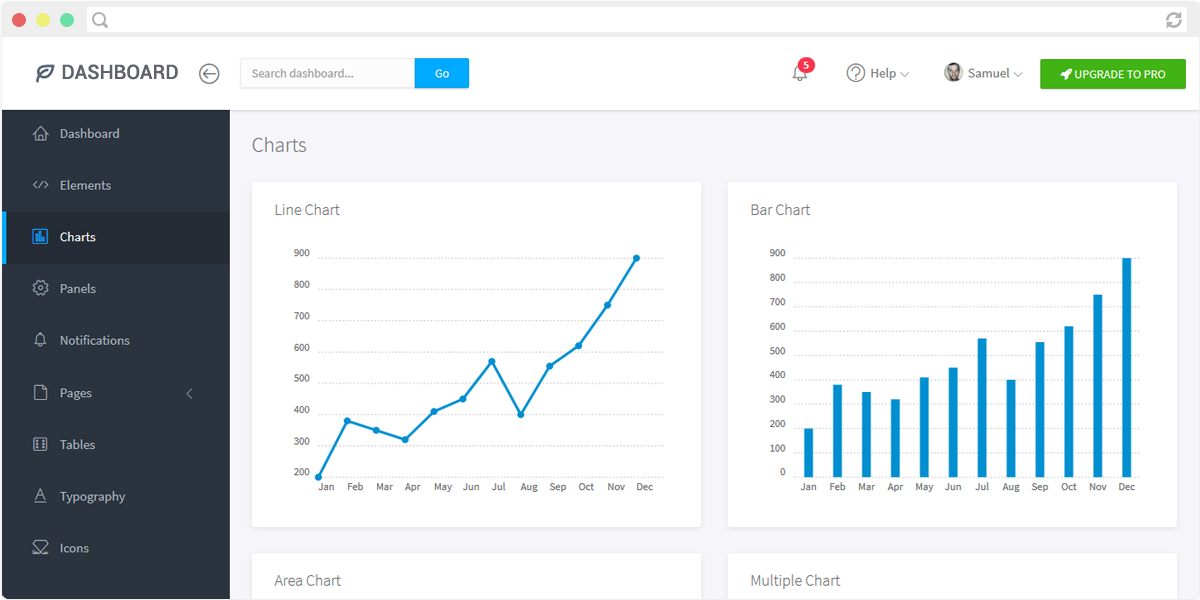 DASHBOARD
Search dashboard...
Go
5
Help
Samuel
UPGRADE TO PRO
Dashboard
Elements
Charts
Panels
Notifications
Pages
Tables
Typography
Icons
Charts
Line Chart
900
800
700
600
500
400
300
200
Jan Feb Mar Apr May Jun Jul Aug Sep Oct Nov Dec
Bar Chart
900
800
700
600
500
400
300
200
100
0
Jan Feb Mar Apr May Jun Jul Aug Sep Oct Nov Dec
Area Chart
Multiple Chart